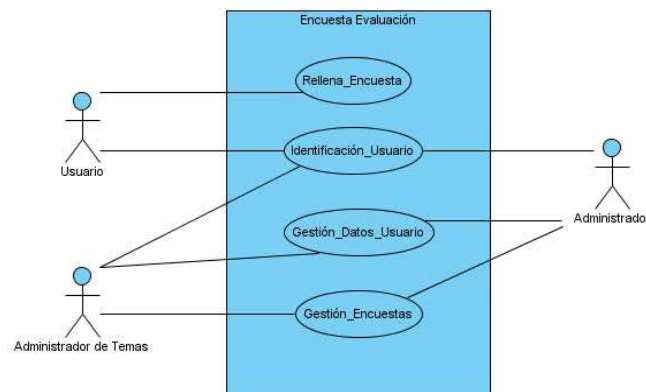 Encuesta Evaluación
Rellena_Encuesta
Identificación_Usuario
Usuario
Administrado
Gestión_Datos_Usuario
Gestión_Encuestas
Administrador de Temas